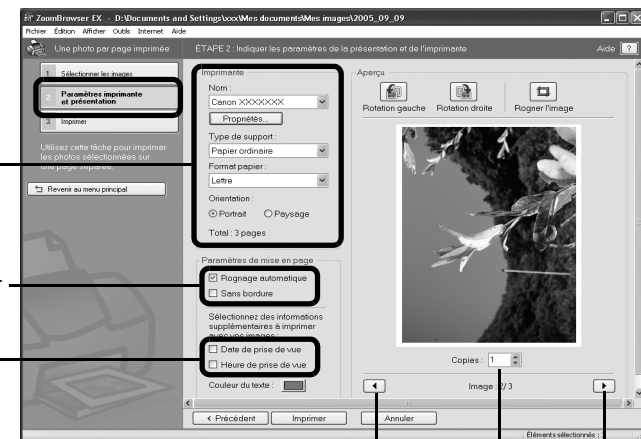 ZoomBrowser EX - D:\Documents and Settings\xxx\Mes documents\Mes images\2005_09_09
Fichier Édition Afficher Outils Internet Aide
Une photo par page imprimée
ÉTAPE 2 : Indiquer les paramètres de la présentation et de l'imprimante
Aide ?
1. Sélectionner les images
2. Paramètres imprimante
et présentation
3. Imprimer
Utilisez cette tâche pour imprimer
les photos sélectionnées sur
une page séparée.
Revenir au menu principal
Imprimante
Nom :
Canon XXXXXXX
Propriétés...
Type de support :
Papier ordinaire
Format papier :
Lettre
Orientation :
Portrait Paysage
Total : 3 pages
Paramètres de mise en page
Rognage automatique
Sans bordure
Sélectionnez des informations
supplémentaires à imprimer
avec vos images :
Date de prise de vue
Heure de prise de vue
Couleur du texte :
Aperçu
Rotation gauche Rotation droite Rogner l'image
Copies : 1
Image : 2/ 3
< Précédent Imprimer Annuler
Éléments sélectionnés :